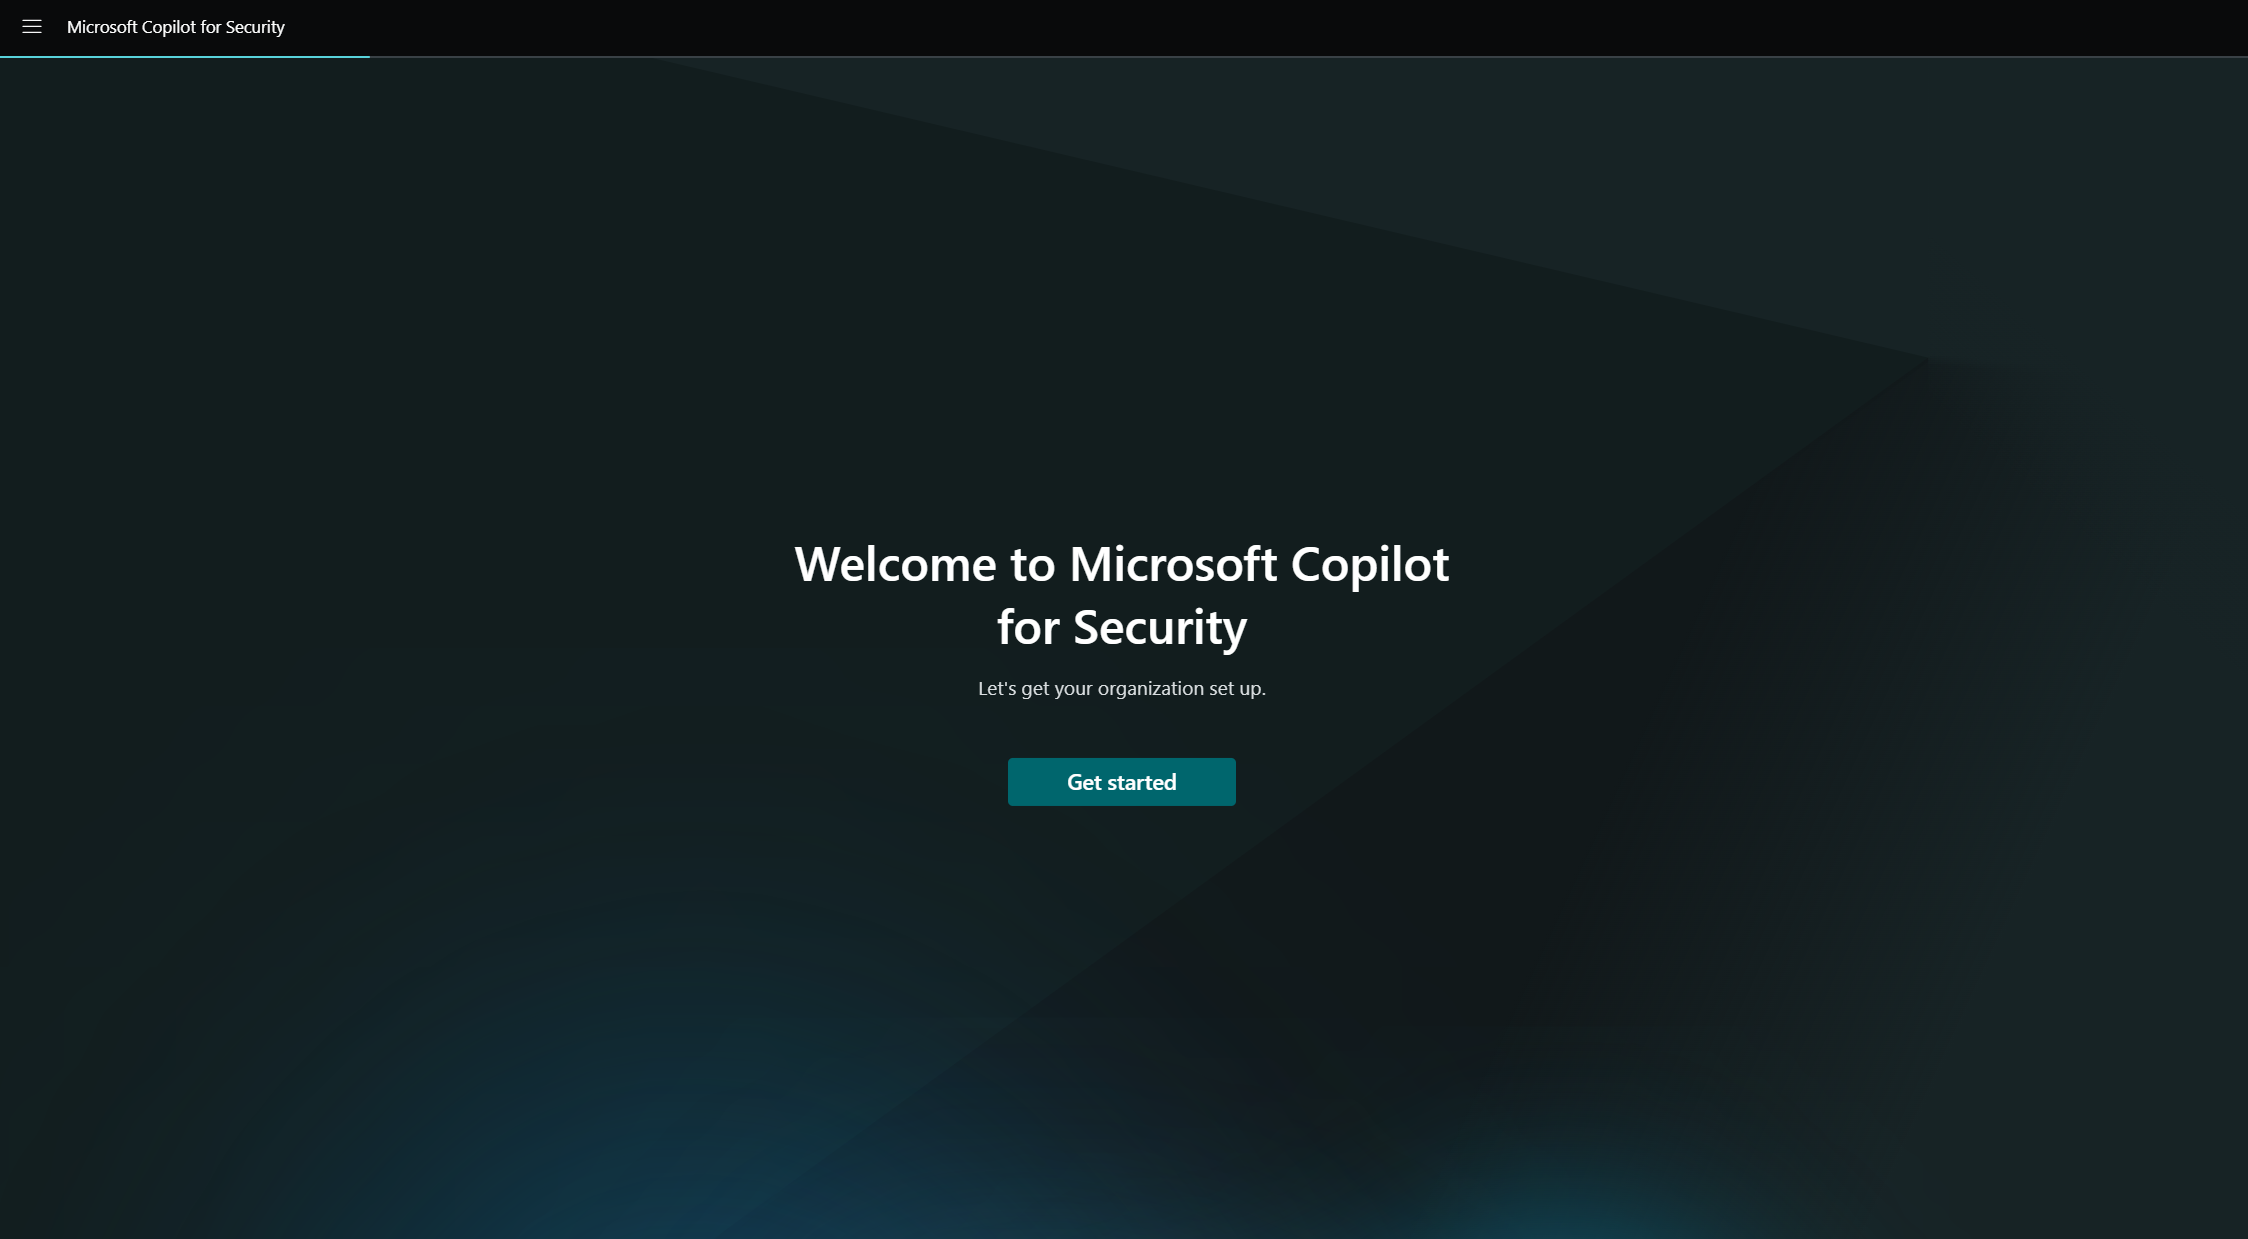 Microsoft Copilot for Security
Welcome to Microsoft Copilot
for Security
Let's get your organization set up.
Get started